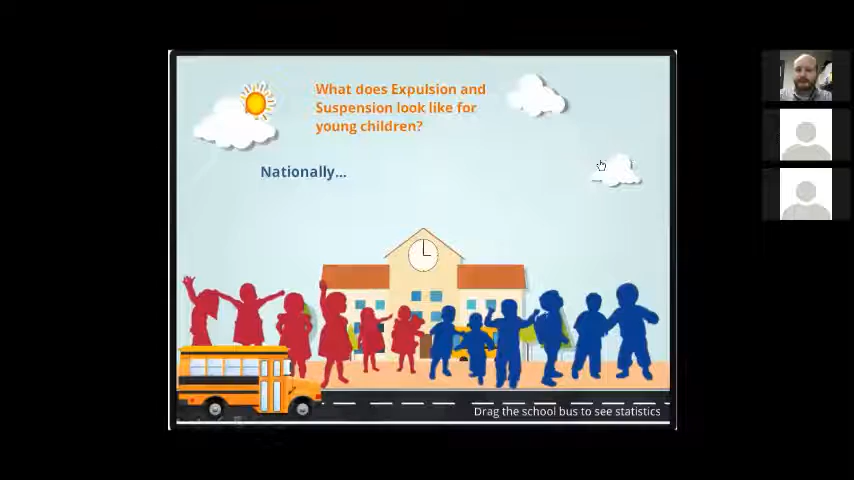 What does Expulsion and
Suspension look like for
young children?
Nationally...
Drag the school bus to see statistics